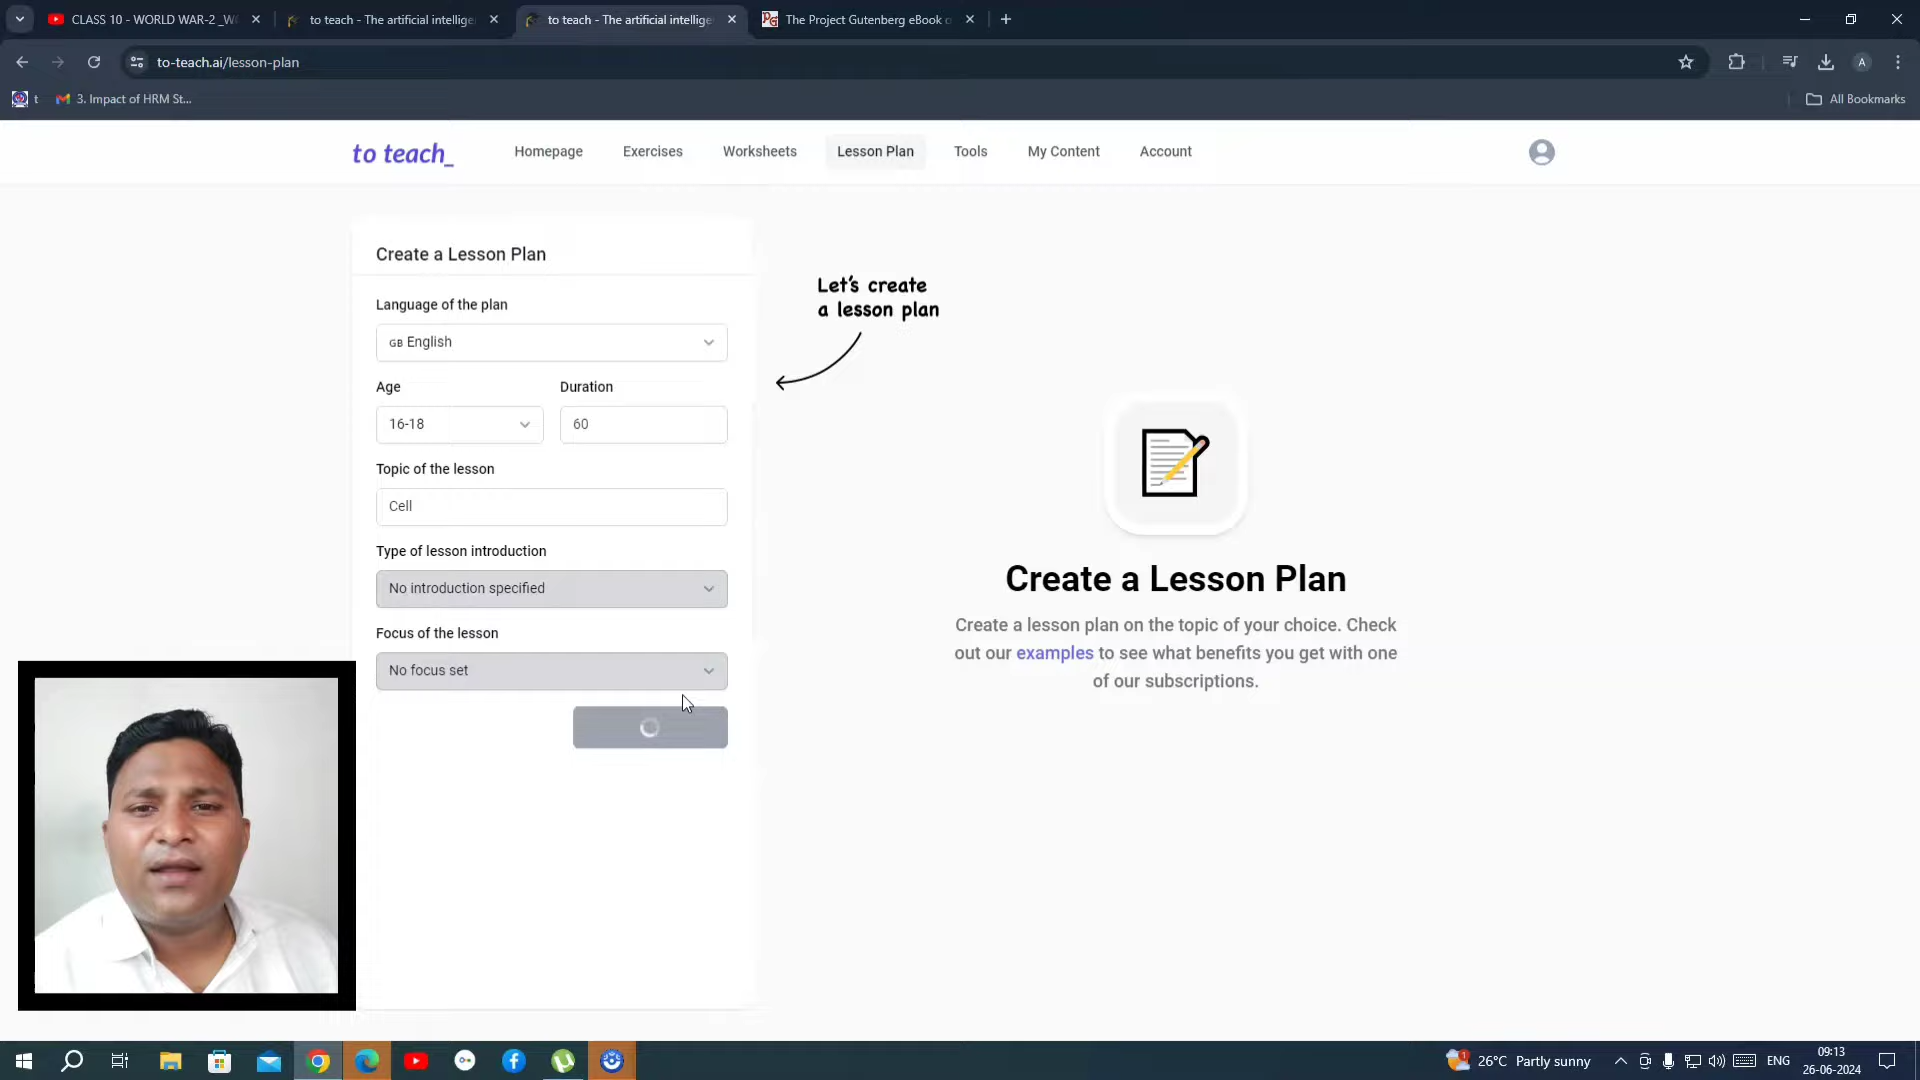 CLASS 10 - WORLD WAR-2 _W
to teach - The artificial intellige
to teach - The artificial intellige
The Project Gutenberg eBook o
to-teach.ai/lesson-plan
A
t
3. Impact of HRM St...
All Bookmarks
to teach_
Homepage
Exercises
Worksheets
Lesson Plan
Tools
My Content
Account
Create a Lesson Plan
Language of the plan
GB English
Age
Duration
16-18
60
Topic of the lesson
Cell
Type of lesson introduction
No introduction specified
Focus of the lesson
No focus set
Let's create
a lesson plan
Create a Lesson Plan
Create a lesson plan on the topic of your choice. Check
out our examples to see what benefits you get with one
of our subscriptions.
1
26°C Partly sunny
ENG
09:13
26-06-2024